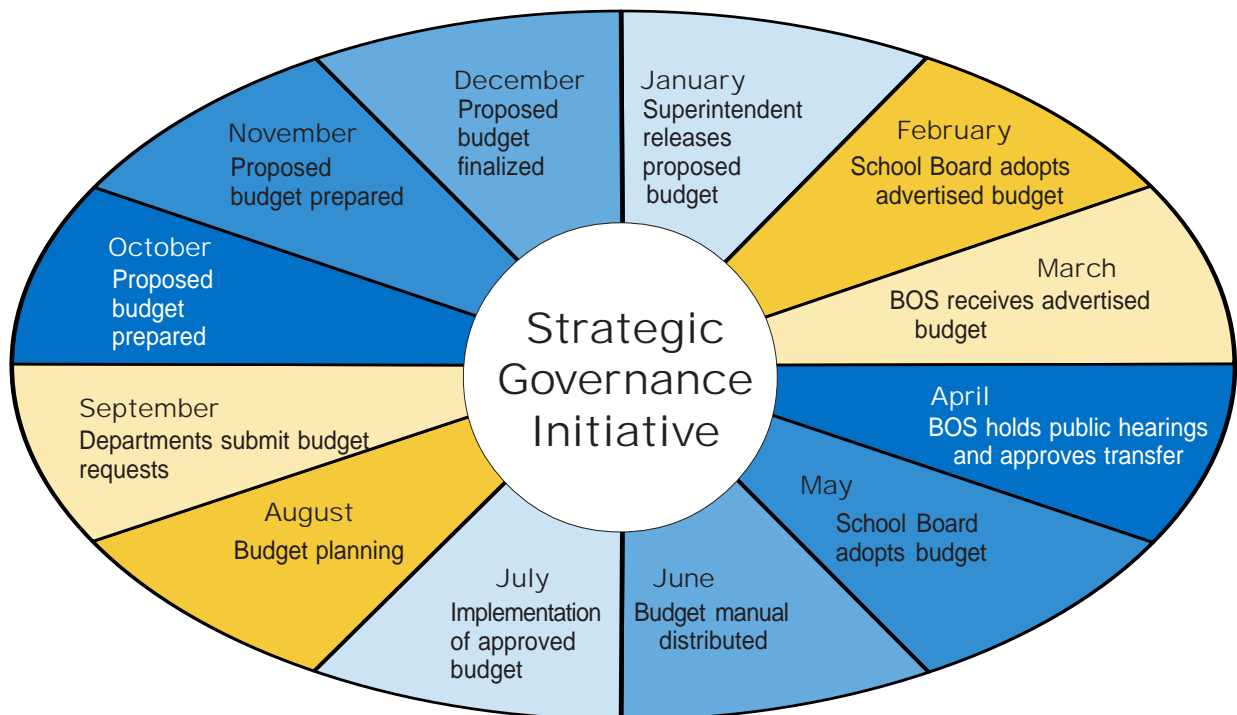 January
Superintendent
releases
proposed
budget
February
School Board adopts
advertised budget
March
BOS receives advertised
budget
April
BOS holds public hearings
and approves transfer
May
School Board
adopts budget
June
Budget manual
distributed
July
Implementation
of approved
budget
August
Budget planning
September
Departments submit budget
requests
October
Proposed
budget
prepared
November
Proposed
budget prepared
December
Proposed
budget
finalized
Strategic
Governance
Initiative